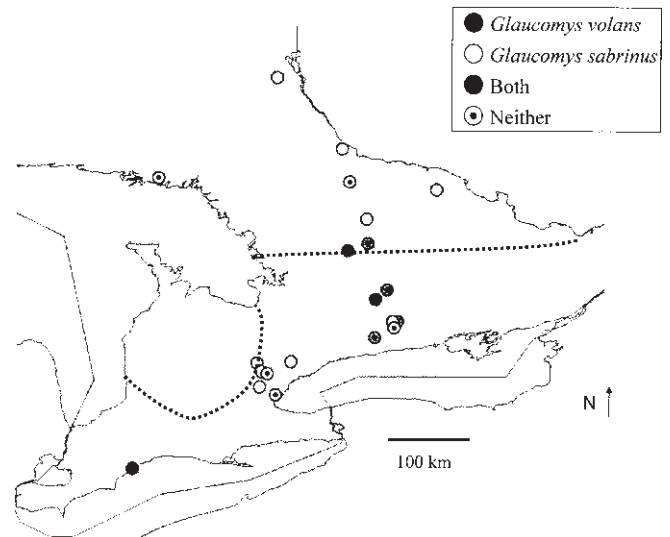 Glaucomys volans
Glaucomys sabrinus
Both
Neither
N
100 km